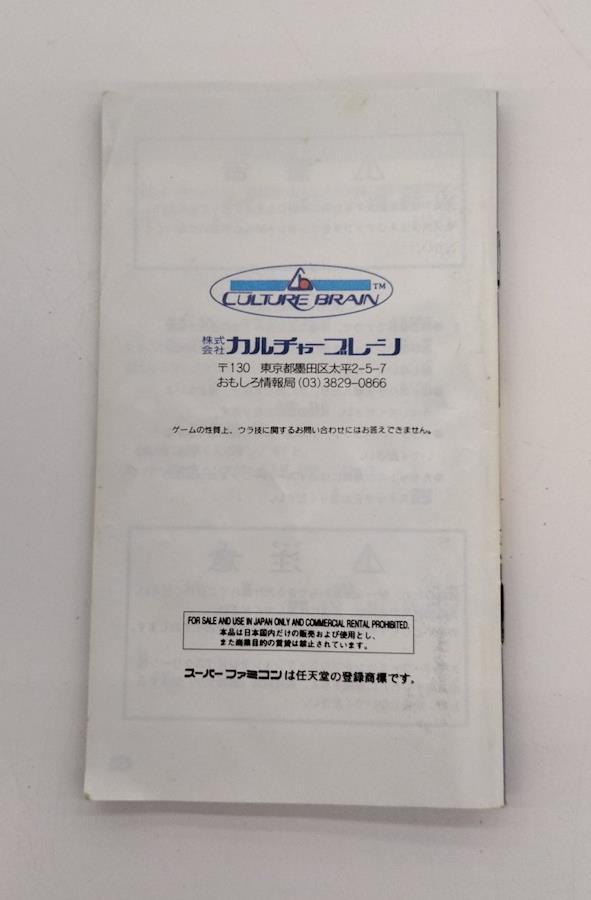 CULTURE BRAIN TM
株式会社 カルチャーブレーン
〒130 東京都墨田区太平2-5-7
おもしろ情報局 (03) 3829-0866
ゲームの性質上、ウラ技に関するお問い合わせにはお答えできません。
FOR SALE AND USE IN JAPAN ONLY AND COMMERCIAL RENTAL PROHIBITED.
本品は日本国内だけの販売および使用とし、
また商業目的の賃貸は禁止されています。
スーパーファミコンは任天堂の登録商標です。
⚠ 注意